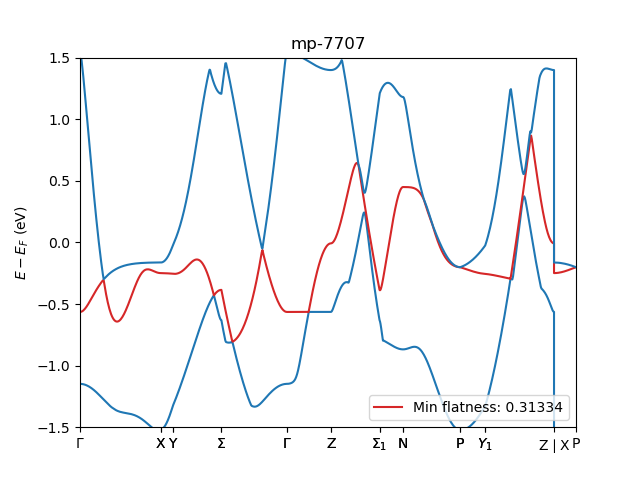 mp-7707
E − E_F (eV)
1.5
1.0
0.5
0.0
−0.5
−1.0
−1.5
Min flatness: 0.31334
Γ X Y Σ Γ Z Σ₁ N P Y₁ Z | X P